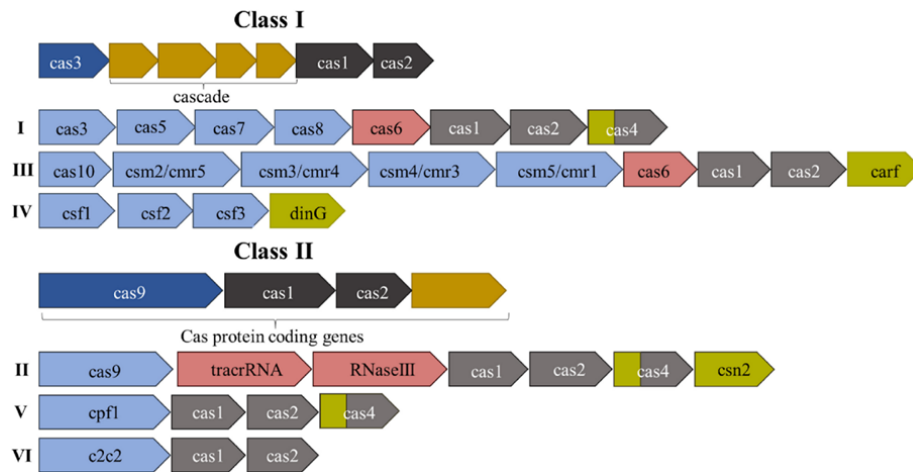 Class I
cas3 cas1 cas2
cascade
I cas3 cas5 cas7 cas8 cas6 cas1 cas2 cas4
III cas10 csm2/cmr5 csm3/cmr4 csm4/cmr3 csm5/cmr1 cas6 cas1 cas2 carf
IV csf1 csf2 csf3 dinG
Class II
cas9 cas1 cas2
Cas protein coding genes
II cas9 tracrRNA RNaseIII cas1 cas2 cas4 csn2
V cpf1 cas1 cas2 cas4
VI c2c2 cas1 cas2